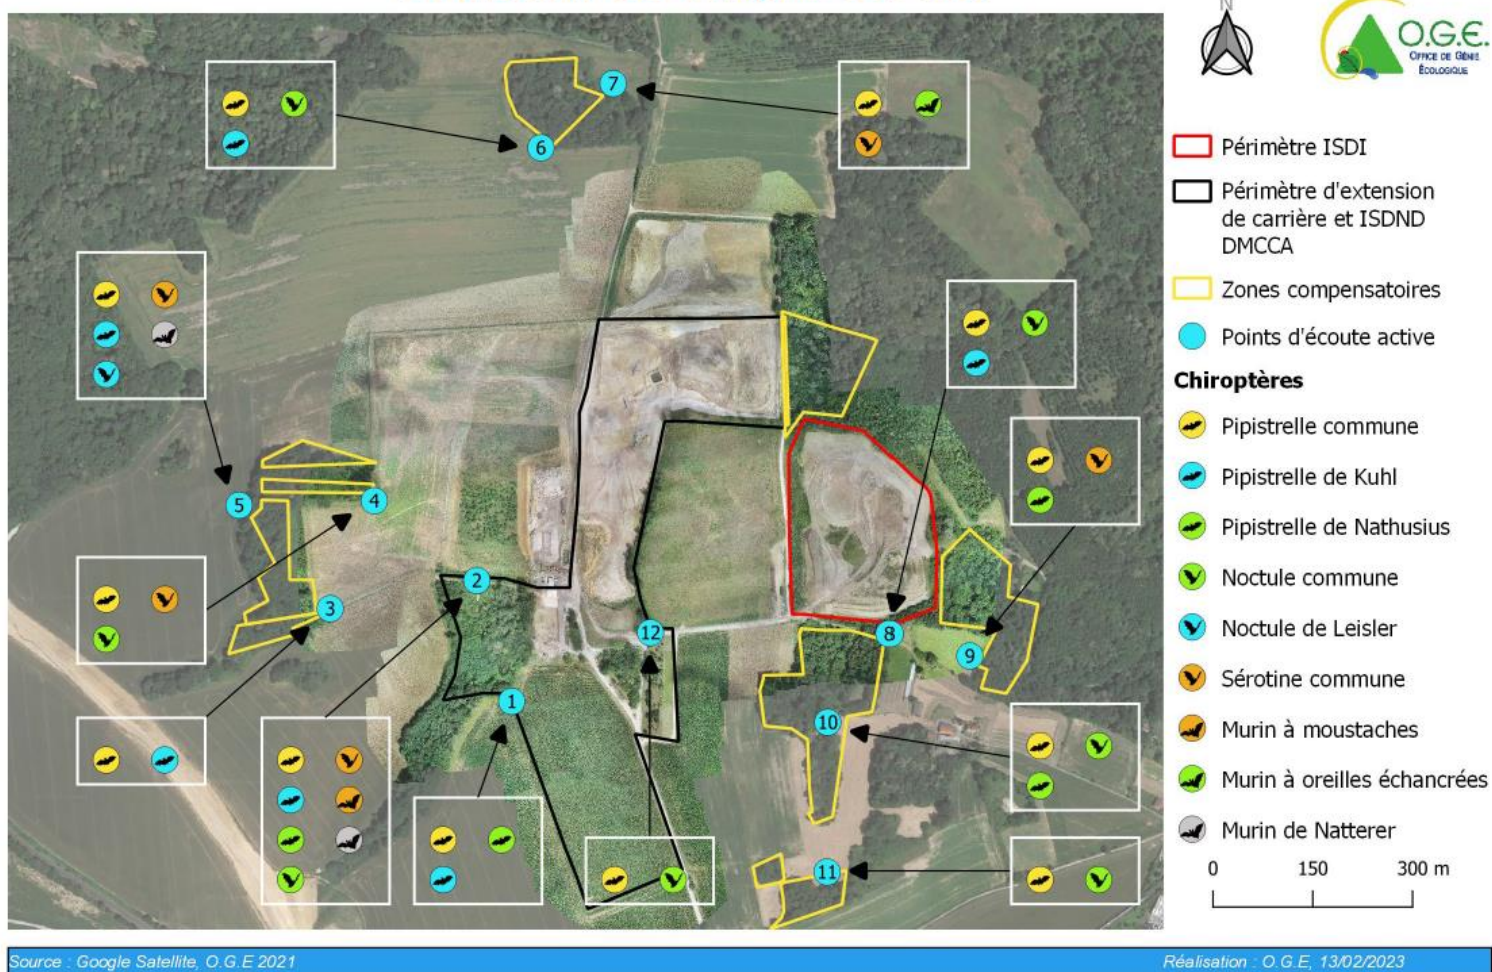 N
O.G.E.
OFFICE DE GÉNIE
ÉCOLOGIQUE
Périmètre ISDI
Périmètre d'extension
de carrière et ISDND
DMCCA
Zones compensatoires
Points d'écoute active
Chiroptères
Pipistrelle commune
Pipistrelle de Kuhl
Pipistrelle de Nathusius
Noctule commune
Noctule de Leisler
Sérotine commune
Murin à moustaches
Murin à oreilles échancrées
Murin de Natterer
0 150 300 m
7
6
5
4
3
2
12
8
9
1
10
11
Source : Google Satellite, O.G.E 2021
Réalisation : O.G.E, 13/02/2023